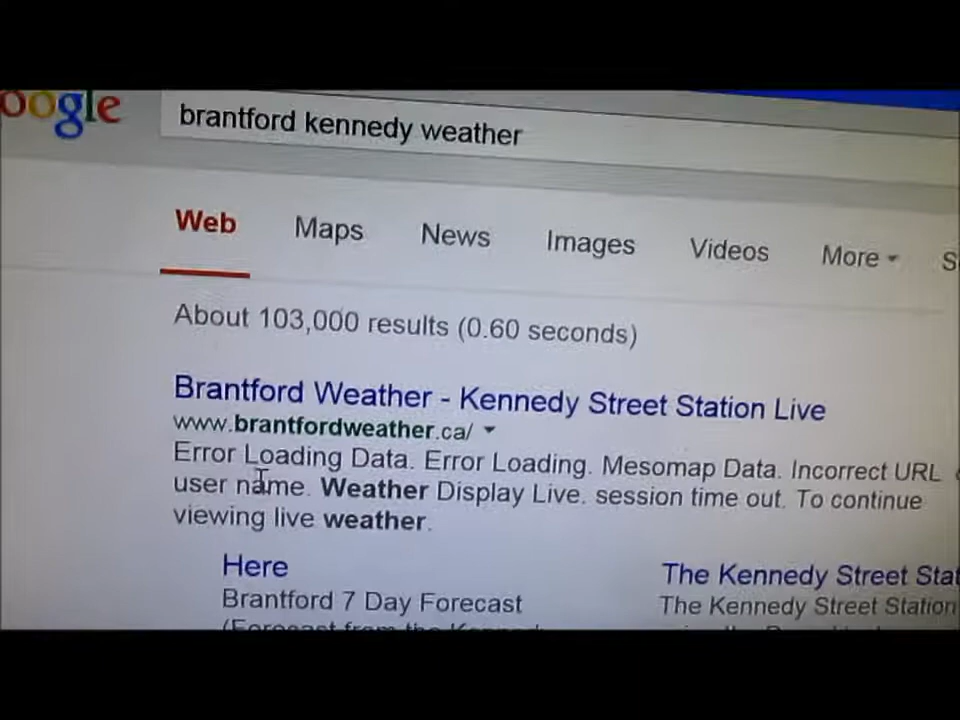 oogle
brantford kennedy weather
Web Maps News Images Videos More S
About 103,000 results (0.60 seconds)
Brantford Weather - Kennedy Street Station Live
www.brantfordweather.ca/
Error Loading Data. Error Loading. Mesomap Data. Incorrect URL
user name. Weather Display Live. session time out. To continue
viewing live weather.
Here
The Kennedy Street Stat
Brantford 7 Day Forecast
The Kennedy Street Station
(Forecast from the